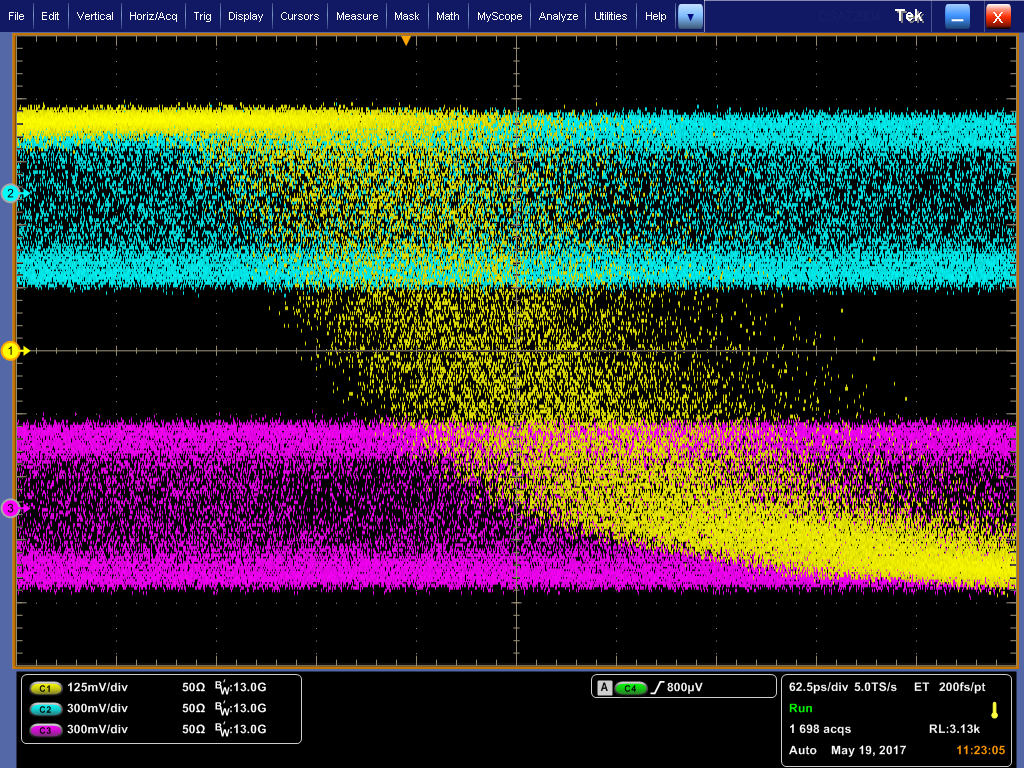 File Edit Vertical Horiz/Acq Trig Display Cursors Measure Mask Math MyScope Analyze Utilities Help Tek X
2
1
3
C1 125mV/div 50Ω BW:13.0G
C2 300mV/div 50Ω BW:13.0G
C3 300mV/div 50Ω BW:13.0G
A C4 800µV
62.5ps/div 5.0TS/s ET 200fs/pt
Run
1 698 acqs RL:3.13k
Auto May 19, 2017 11:23:05